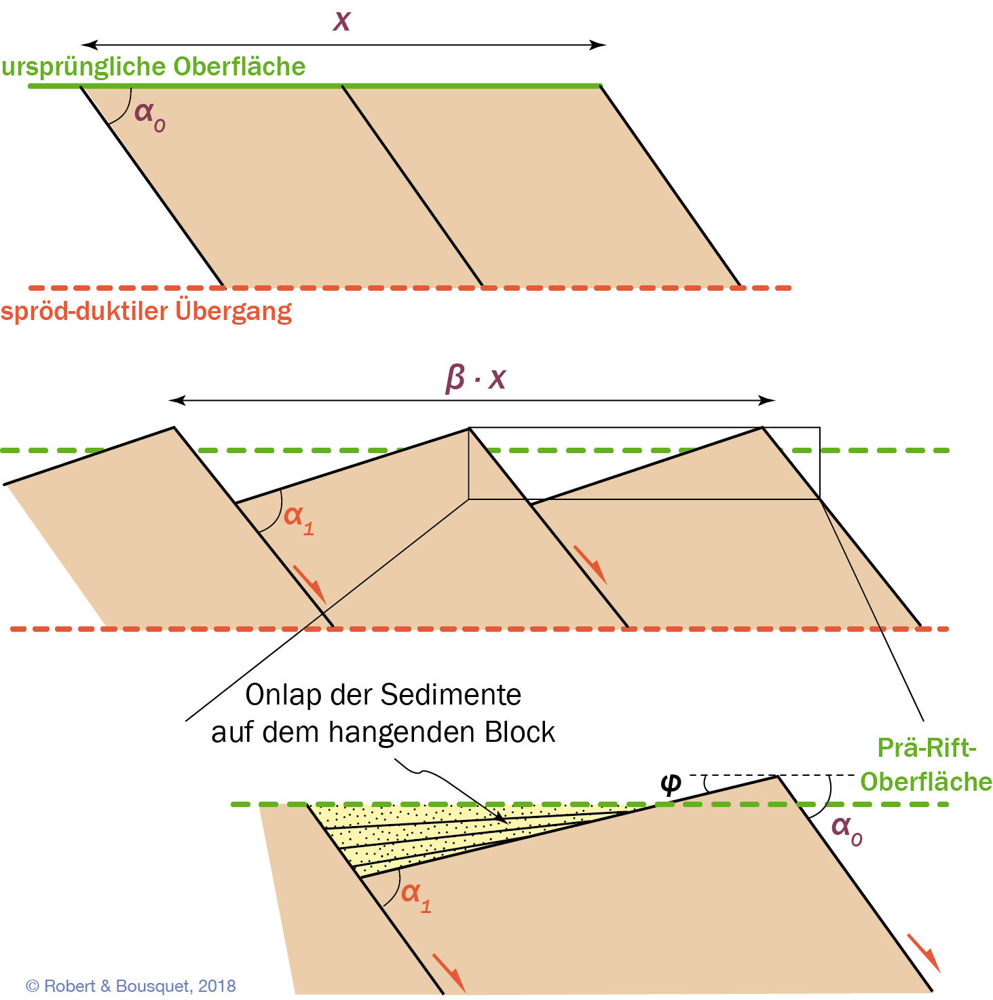 x
ursprüngliche Oberfläche
α0
spröd-duktiler Übergang
β · x
α1
Onlap der Sedimente
auf dem hangenden Block
Prä-Rift-
Oberfläche
φ
α0
α1
© Robert & Bousquet, 2018